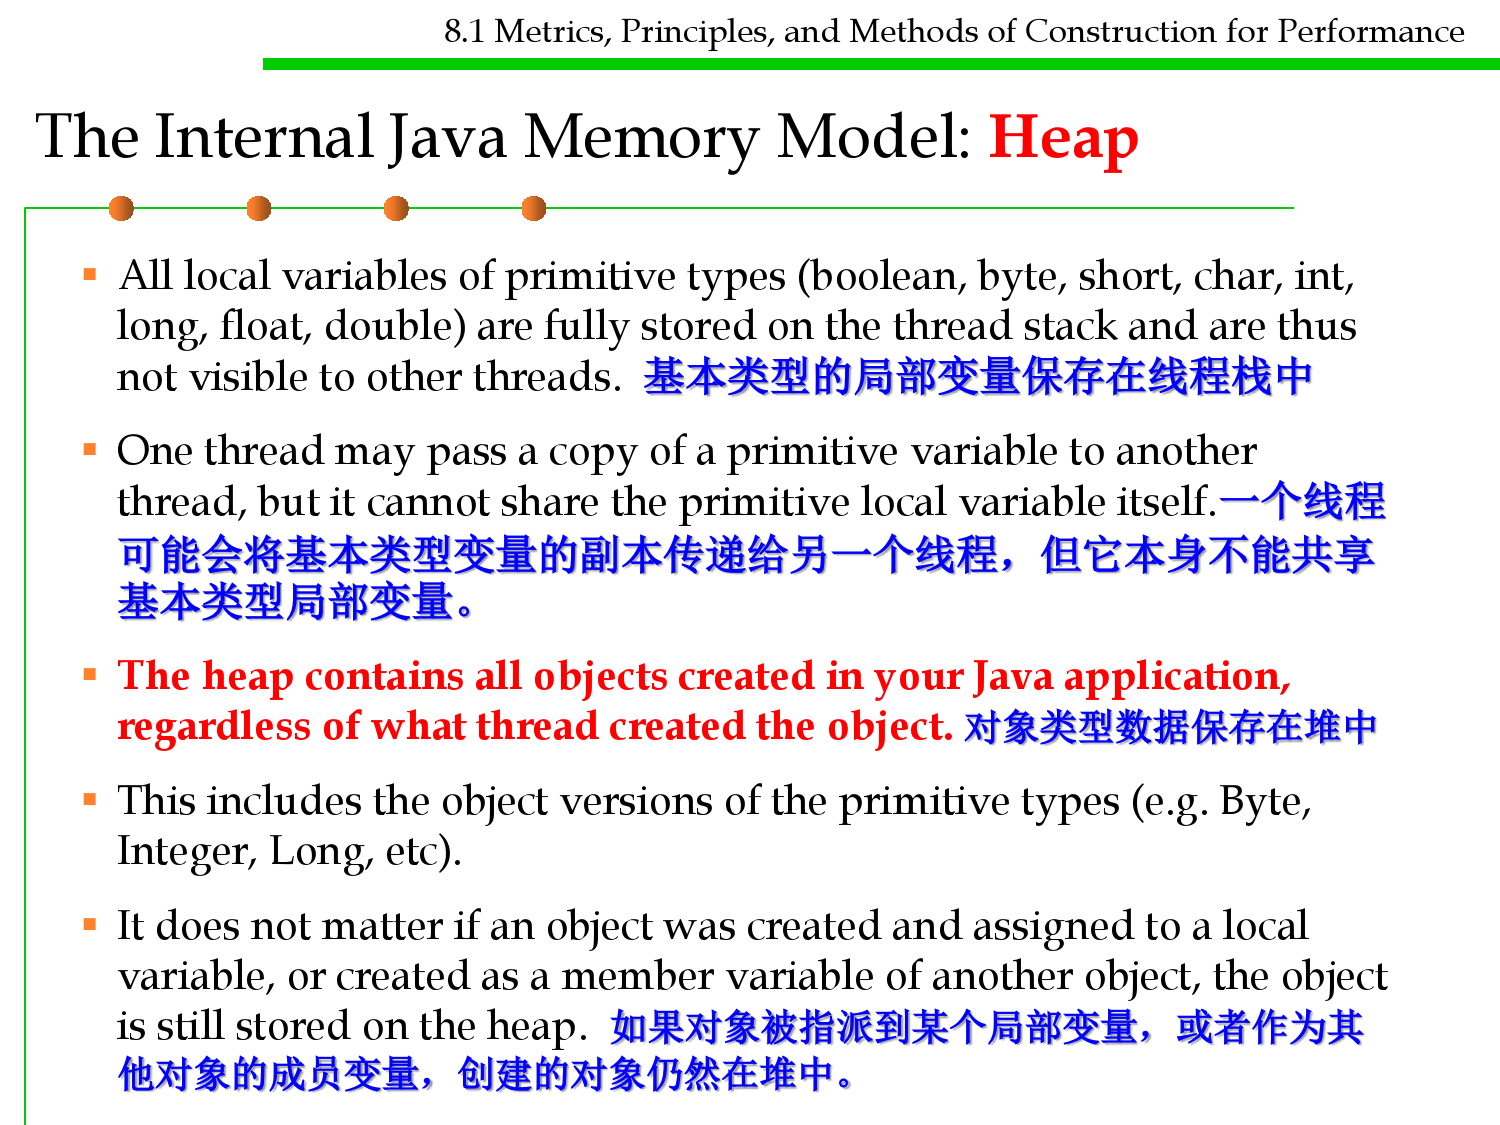 8.1 Metrics, Principles, and Methods of Construction for Performance
The Internal Java Memory Model: Heap
All local variables of primitive types (boolean, byte, short, char, int,
long, float, double) are fully stored on the thread stack and are thus
not visible to other threads. 基本类型的局部变量保存在线程栈中
One thread may pass a copy of a primitive variable to another
thread, but it cannot share the primitive local variable itself.一个线程
可能会将基本类型变量的副本传递给另一个线程，但它本身不能共享
基本类型局部变量。
The heap contains all objects created in your Java application,
regardless of what thread created the object. 对象类型数据保存在堆中
This includes the object versions of the primitive types (e.g. Byte,
Integer, Long, etc).
It does not matter if an object was created and assigned to a local
variable, or created as a member variable of another object, the object
is still stored on the heap. 如果对象被指派到某个局部变量，或者作为其
他对象的成员变量，创建的对象仍然在堆中。